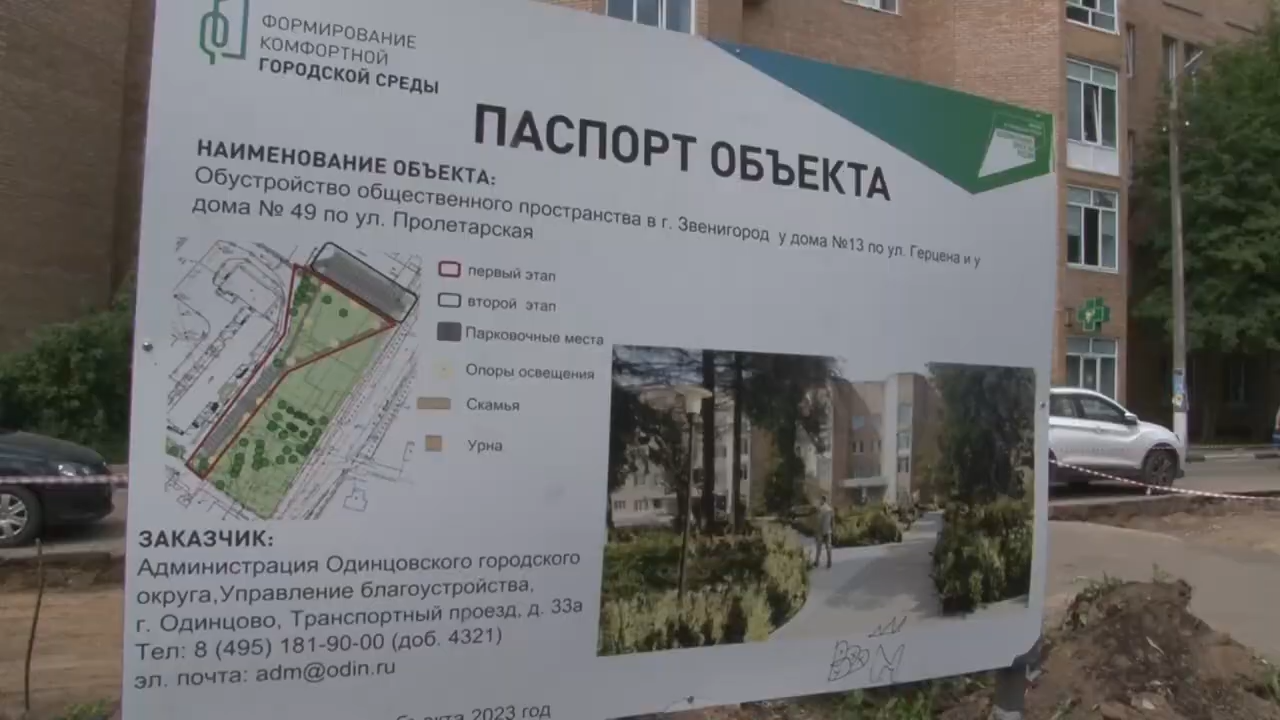 ФОРМИРОВАНИЕ
КОМФОРТНОЙ
ГОРОДСКОЙ СРЕДЫ
ПАСПОРТ ОБЪЕКТА
НАИМЕНОВАНИЕ ОБЪЕКТА:
Обустройство общественного пространства в г. Звенигород у дома №13 по ул. Герцена и у
дома № 49 по ул. Пролетарская
первый этап
второй этап
Парковочные места
Опоры освещения
Скамья
Урна
ЗАКАЗЧИК:
Администрация Одинцовского городского
округа,Управление благоустройства,
г. Одинцово, Транспортный проезд, д. 33а
Тел: 8 (495) 181-90-00 (доб. 4321)
эл. почта: adm@odin.ru
2023 год